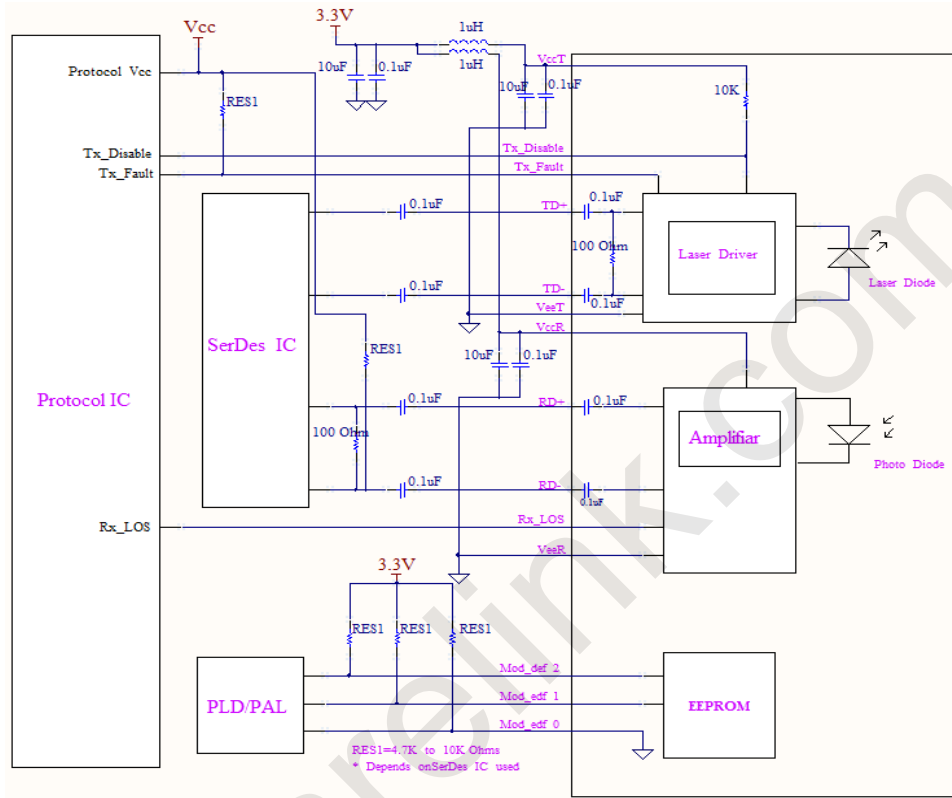 3.3V
1uH
1uH
Vcc
VccT
Protocol Vcc
10uF
0.1uF
10uF
0.1uF
10K
RES1
Tx_Disable
Tx_Disable
Tx_Fault
Tx_Fault
0.1uF
0.1uF
TD+
100 Ohm
Laser Driver
Laser Diode
0.1uF
TD-
0.1uF
VeeT
VccR
SerDes IC
RES1
10uF
0.1uF
Protocol IC
0.1uF
RD+
0.1uF
100 Ohm
Amplifiar
Photo Diode
0.1uF
RD-
0.1uF
Rx_LOS
Rx_LOS
VeeR
3.3V
RES1
RES1
RES1
Mod_def 2
PLD/PAL
Mod_edf 1
EEPROM
Mod_edf 0
RES1=4.7K to 10K Ohms
* Depends onSerDes IC used
relink.com